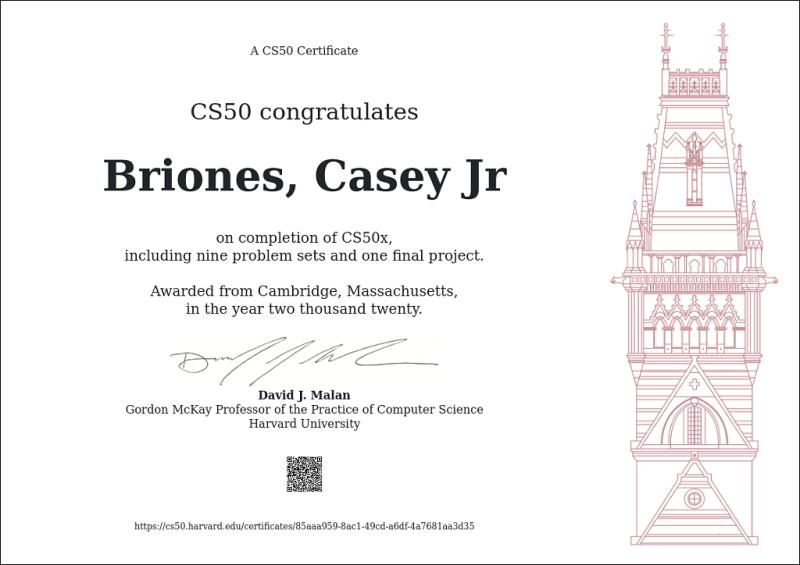 A CS50 Certificate
CS50 congratulates
Briones, Casey Jr
on completion of CS50x,
including nine problem sets and one final project.
Awarded from Cambridge, Massachusetts,
in the year two thousand twenty.
David J. Malan
Gordon McKay Professor of the Practice of Computer Science
Harvard University
https://cs50.harvard.edu/certificates/85aaa959-8ac1-49cd-a6df-4a7681aa3d35